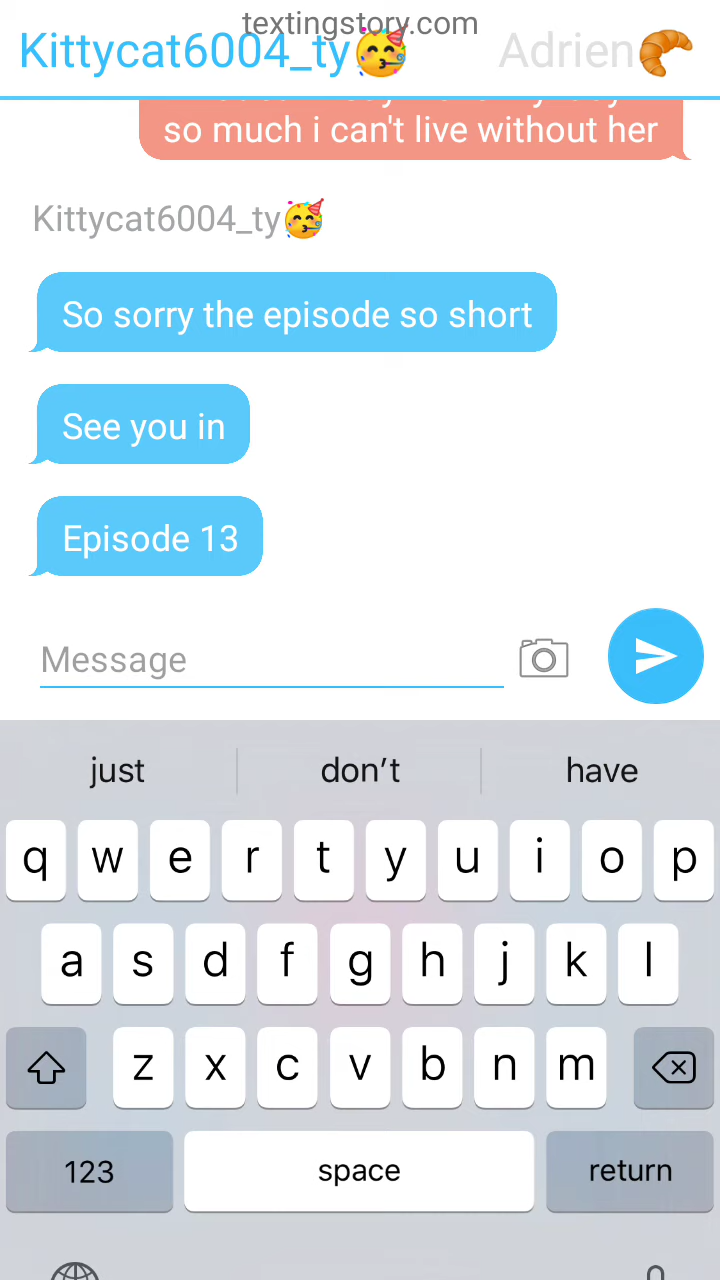 textingstory.com
Kittycat6004_ty🥳 Adrien🥐
so much i can't live without her
Kittycat6004_ty🥳
So sorry the episode so short
See you in
Episode 13
Message
just don’t have
q w e r t y u i o p
a s d f g h j k l
z x c v b n m
123 space return